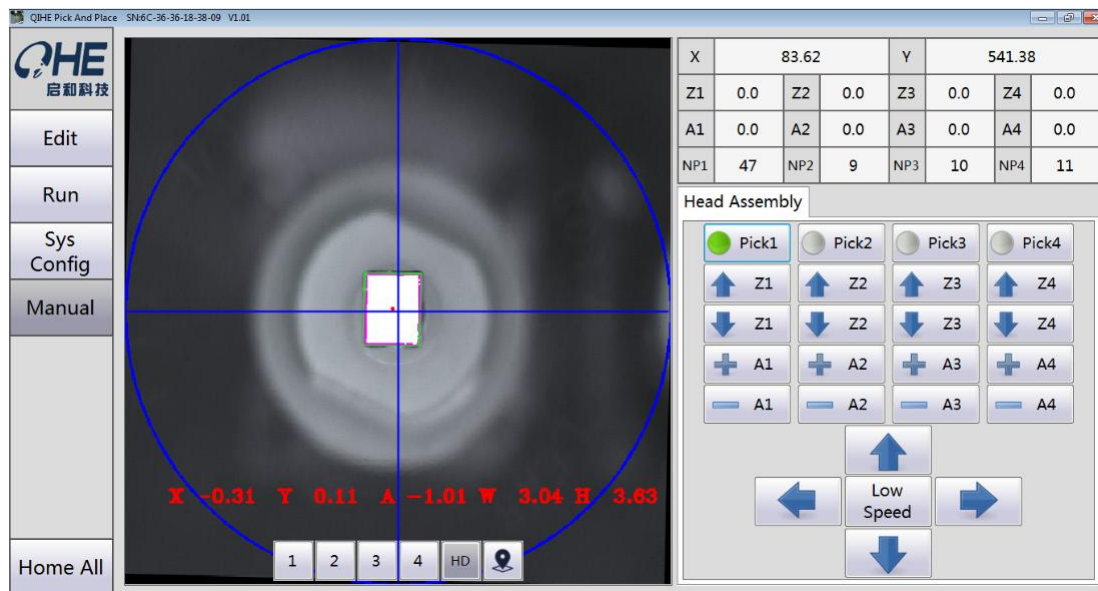 QIHE Pick And Place SN:6C-36-36-18-38-09 V1.01
QiHE
启和科技
Edit
Run
Sys
Config
Manual
Home All
X -0.31 Y 0.11 A -1.01 W 3.04 H 3.63
1 2 3 4 HD
X 83.62 Y 541.38
Z1 0.0 Z2 0.0 Z3 0.0 Z4 0.0
A1 0.0 A2 0.0 A3 0.0 A4 0.0
NP1 47 NP2 9 NP3 10 NP4 11
Head Assembly
Pick1 Pick2 Pick3 Pick4
Z1 Z2 Z3 Z4
Z1 Z2 Z3 Z4
A1 A2 A3 A4
A1 A2 A3 A4
Low
Speed